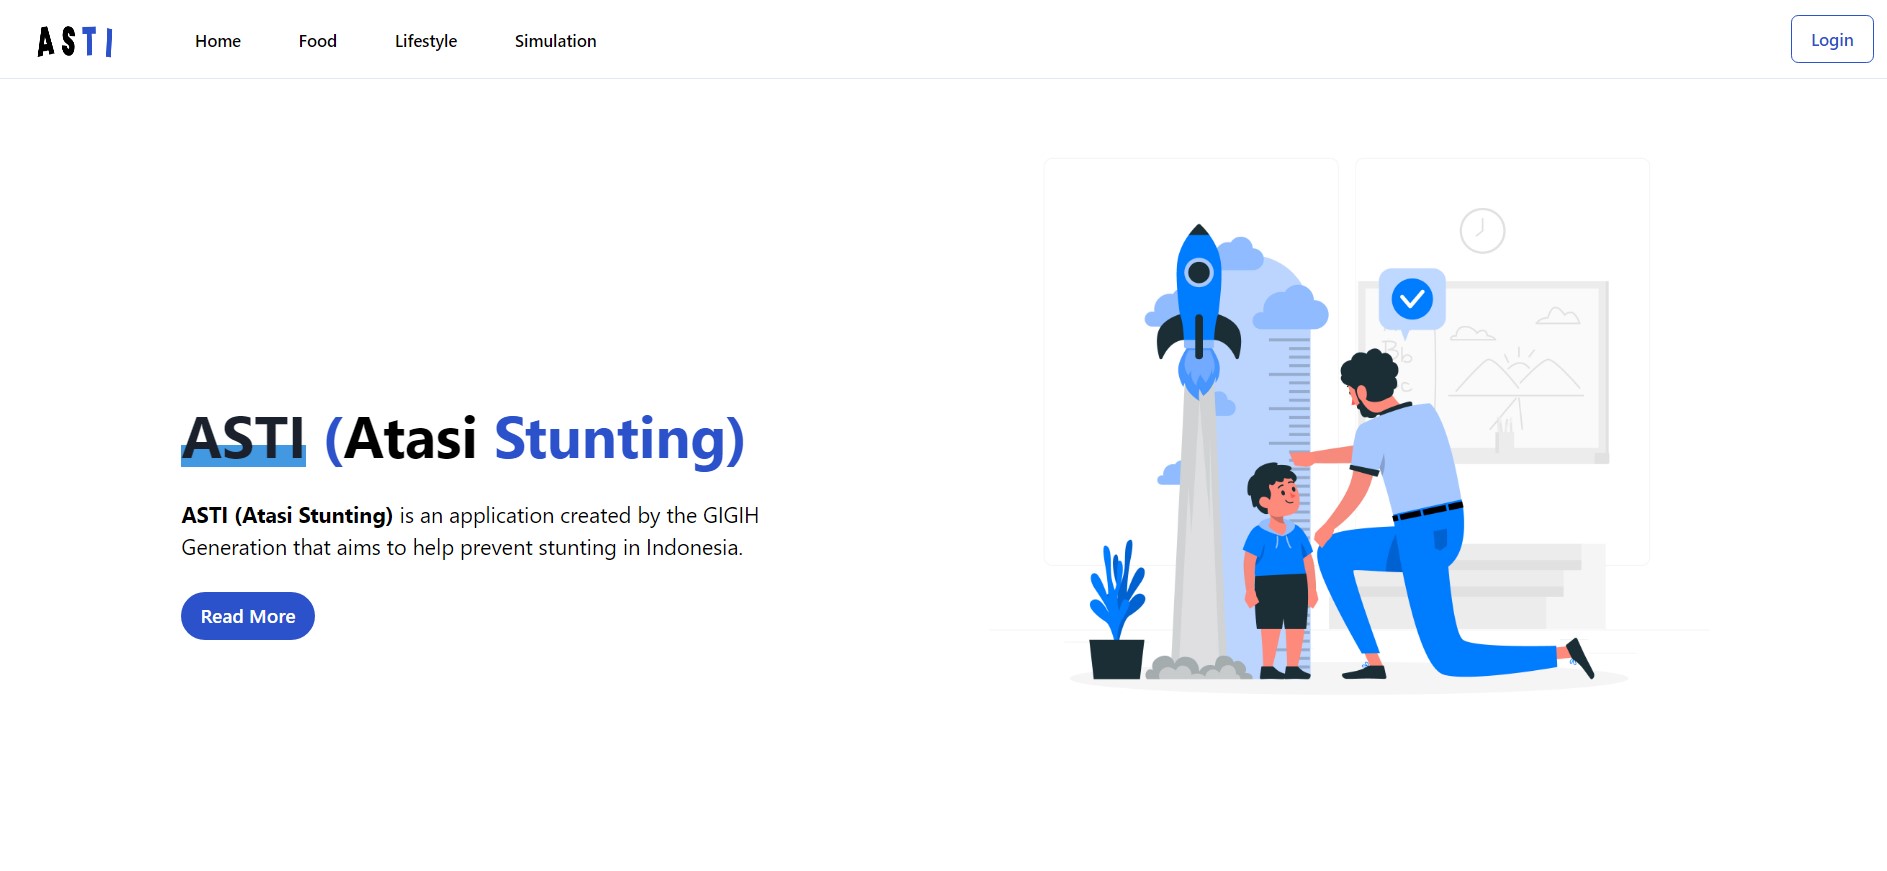 ASTI
Home Food Lifestyle Simulation
Login
ASTI (Atasi Stunting)
ASTI (Atasi Stunting) is an application created by the GIGIH
Generation that aims to help prevent stunting in Indonesia.
Read More
Bb
c